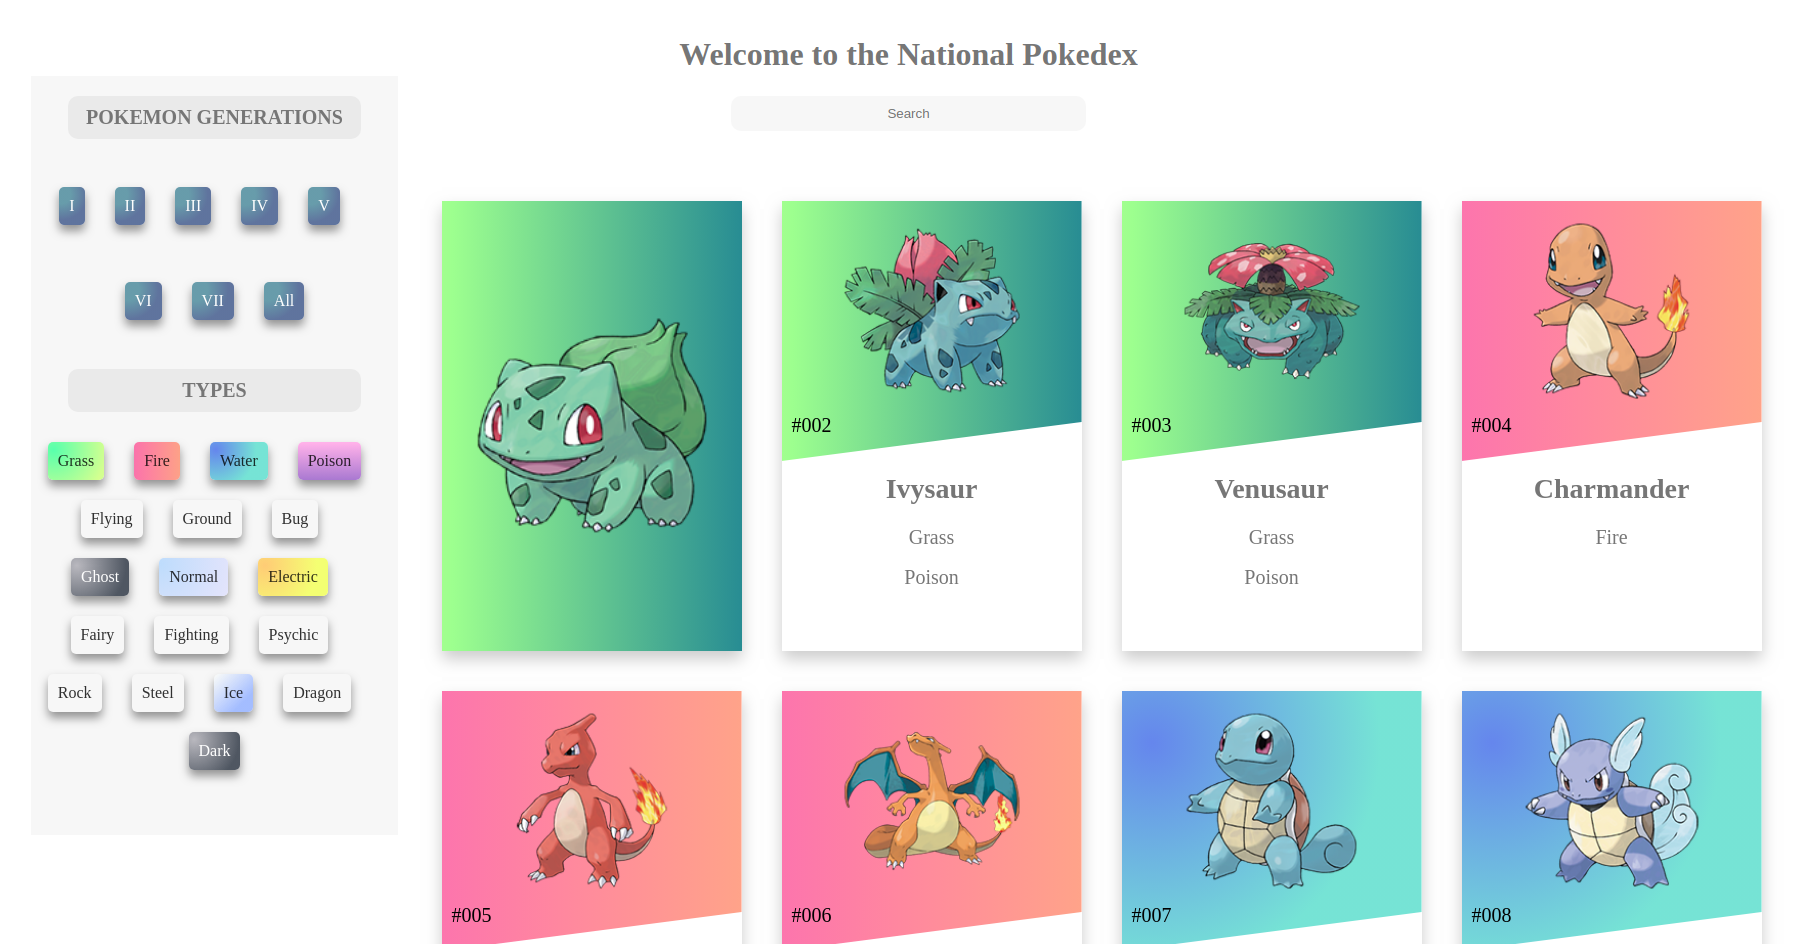 Welcome to the National Pokedex
Search
POKEMON GENERATIONS
I II III IV V
VI VII All
TYPES
Grass Fire Water Poison
Flying Ground Bug
Ghost Normal Electric
Fairy Fighting Psychic
Rock Steel Ice Dragon
Dark
#002
Ivysaur
Grass
Poison
#003
Venusaur
Grass
Poison
#004
Charmander
Fire
#005
#006
#007
#008